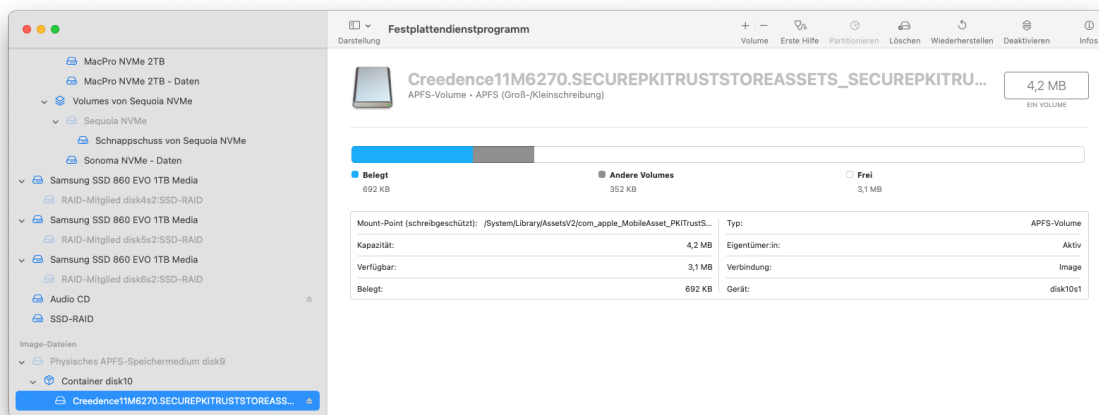 Festplattendienstprogramm
Darstellung
Volume
Erste Hilfe
Partitionieren
Löschen
Wiederherstellen
Deaktivieren
Infos
MacPro NVMe 2TB
MacPro NVMe 2TB - Daten
Volumes von Sequoia NVMe
Sequoia NVMe
Schnappschuss von Sequoia NVMe
Sonoma NVMe - Daten
Samsung SSD 860 EVO 1TB Media
RAID-Mitglied disk4s2:SSD-RAID
Samsung SSD 860 EVO 1TB Media
RAID-Mitglied disk5s2:SSD-RAID
Samsung SSD 860 EVO 1TB Media
RAID-Mitglied disk6s2:SSD-RAID
Audio CD
SSD-RAID
Image-Dateien
Physisches APFS-Speichermedium disk9
Container disk10
Creedence11M6270.SECUREPKITRUSTSTOREASS...
Creedence11M6270.SECUREPKITRUSTSTOREASSETS_SECUREPKITRU...
APFS-Volume • APFS (Groß-/Kleinschreibung)
4,2 MB
EIN VOLUME
Belegt
692 KB
Andere Volumes
352 KB
Frei
3,1 MB
Mount-Point (schreibgeschützt): /System/Library/AssetsV2/com_apple_MobileAsset_PKITrustS...
Kapazität: 4,2 MB
Verfügbar: 3,1 MB
Belegt: 692 KB
Typ: APFS-Volume
Eigentümer:in: Aktiv
Verbindung: Image
Gerät: disk10s1